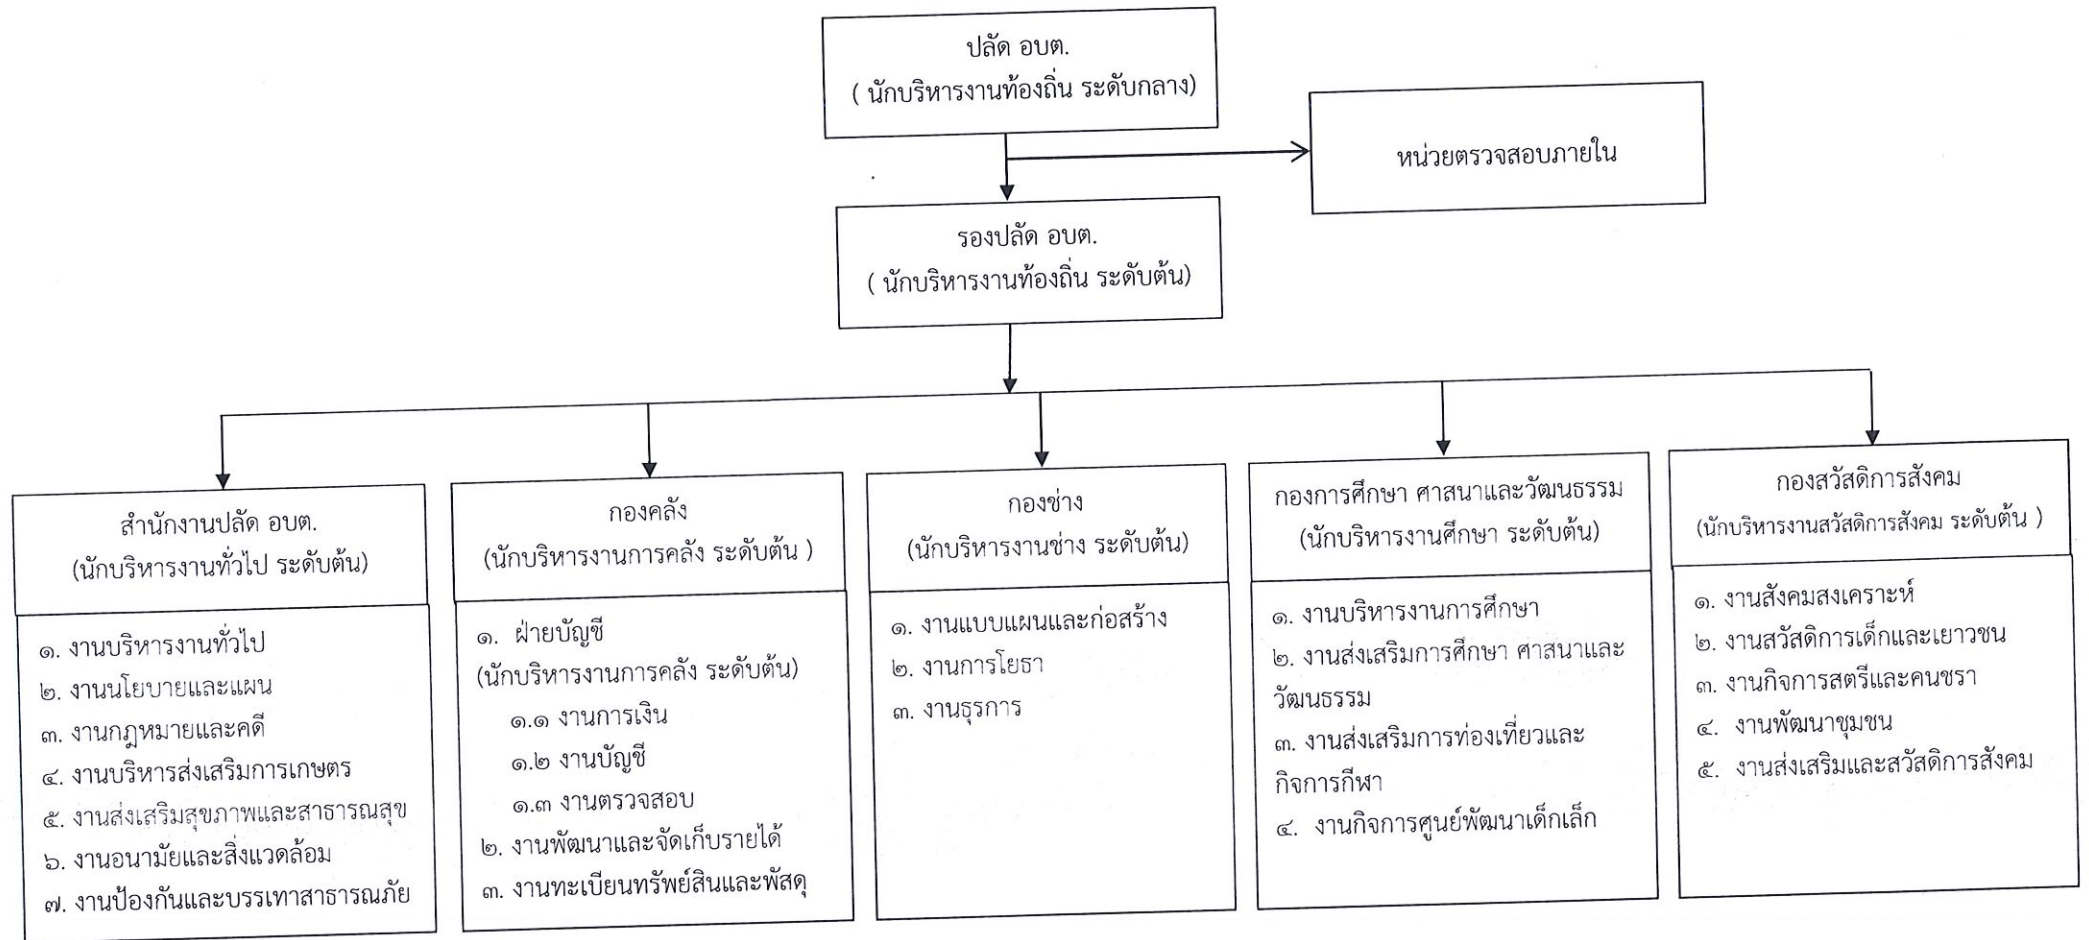 ปลัด อบต.
( นักบริหารงานท้องถิ่น ระดับกลาง)
หน่วยตรวจสอบภายใน
รองปลัด อบต.
( นักบริหารงานท้องถิ่น ระดับต้น)
สำนักงานปลัด อบต.
(นักบริหารงานทั่วไป ระดับต้น)
๑. งานบริหารงานทั่วไป
๒. งานนโยบายและแผน
๓. งานกฎหมายและคดี
๔. งานบริหารส่งเสริมการเกษตร
๕. งานส่งเสริมสุขภาพและสาธารณสุข
๖. งานอนามัยและสิ่งแวดล้อม
๗. งานป้องกันและบรรเทาสาธารณภัย
กองคลัง
(นักบริหารงานการคลัง ระดับต้น )
๑. ฝ่ายบัญชี
(นักบริหารงานการคลัง ระดับต้น)
๑.๑ งานการเงิน
๑.๒ งานบัญชี
๑.๓ งานตรวจสอบ
๒. งานพัฒนาและจัดเก็บรายได้
๓. งานทะเบียนทรัพย์สินและพัสดุ
กองช่าง
(นักบริหารงานช่าง ระดับต้น)
๑. งานแบบแผนและก่อสร้าง
๒. งานการโยธา
๓. งานธุรการ
กองการศึกษา ศาสนาและวัฒนธรรม
(นักบริหารงานศึกษา ระดับต้น)
๑. งานบริหารงานการศึกษา
๒. งานส่งเสริมการศึกษา ศาสนาและ
วัฒนธรรม
๓. งานส่งเสริมการท่องเที่ยวและ
กิจการกีฬา
๔. งานกิจการศูนย์พัฒนาเด็กเล็ก
กองสวัสดิการสังคม
(นักบริหารงานสวัสดิการสังคม ระดับต้น )
๑. งานสังคมสงเคราะห์
๒. งานสวัสดิการเด็กและเยาวชน
๓. งานกิจการสตรีและคนชรา
๔. งานพัฒนาชุมชน
๕. งานส่งเสริมและสวัสดิการสังคม